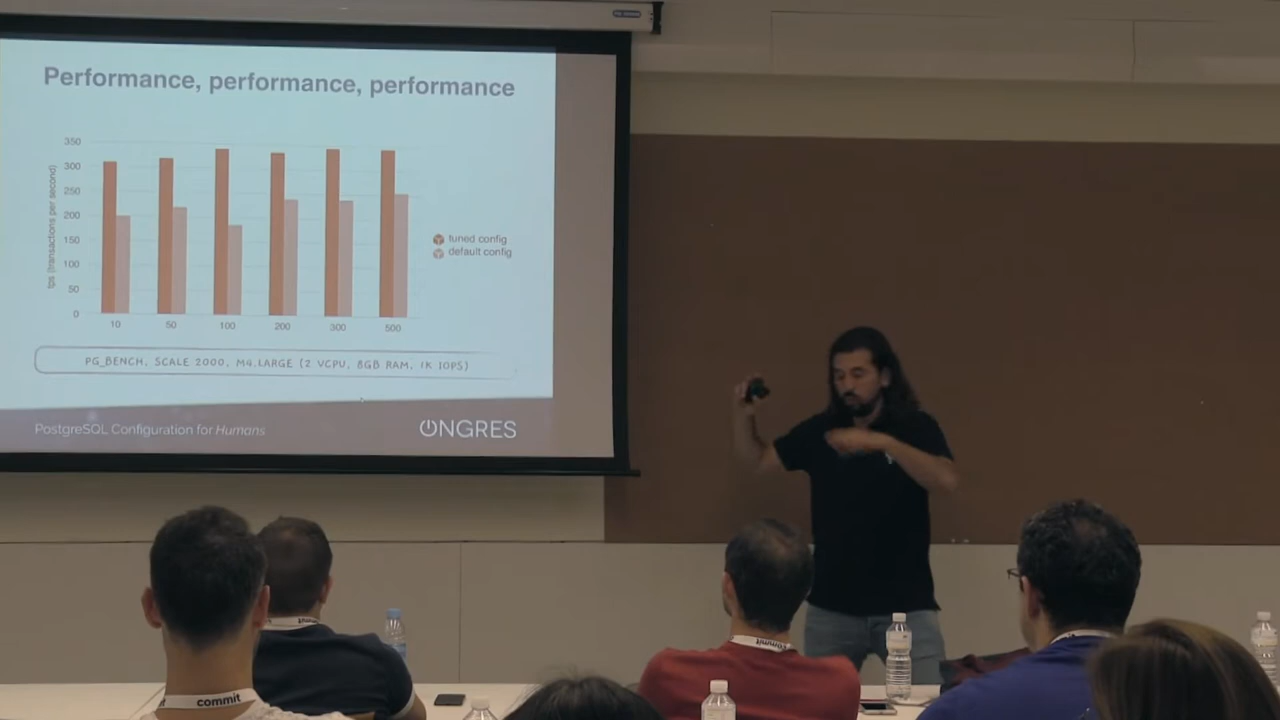 Performance, performance, performance
350
300
250
200
150
100
50
0
tps (transactions per second)
10 50 100 200 300 500
tuned config
default config
PG_BENCH, SCALE 2000, M4.LARGE (2 VCPU, 8GB RAM, 1K IOPS)
PostgreSQL Configuration for Humans
ONGRES
commit
commit